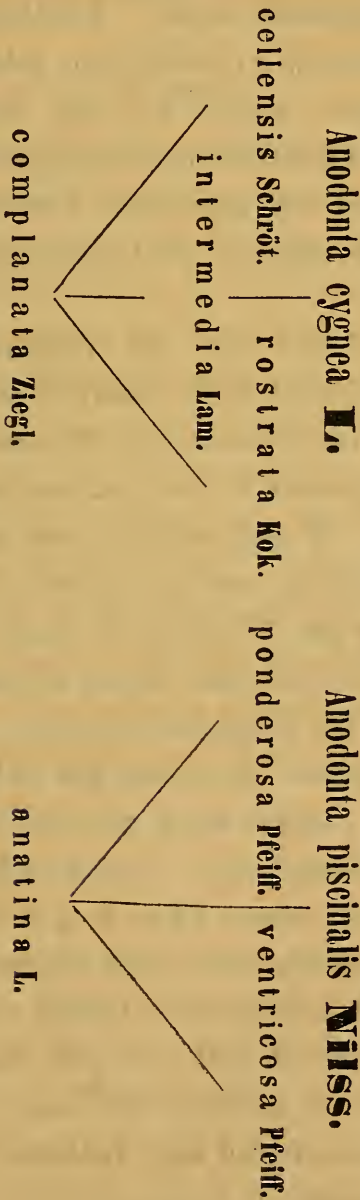 Anodonta cygnea L.
cellensis Schröt. rostrata Kok.
intermedia Lam.
complanata Ziegl.
Anodonta piscinalis Nilss.
ponderosa Pfeiff. ventricosa Pfeiff.
anatina L.